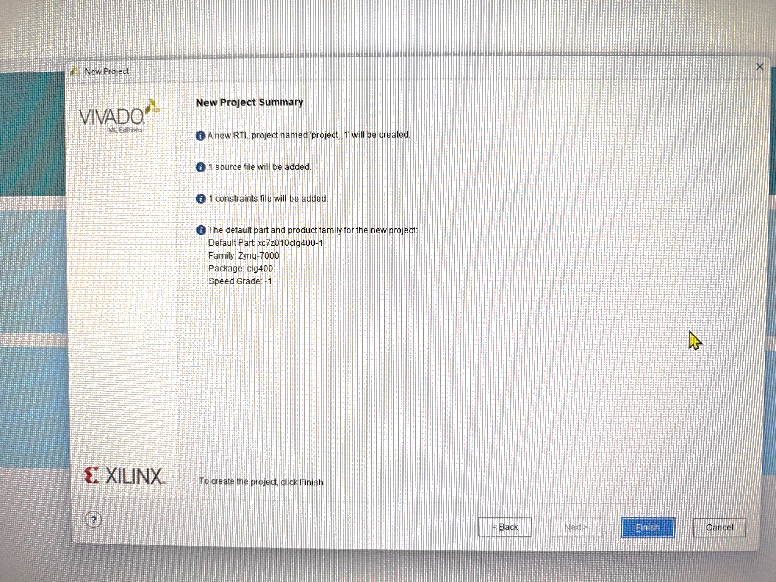 New Project
VIVADO
ML Editions
New Project Summary
A new RTL project named 'project_1' will be created.
1 source file will be added.
1 constraints file will be added.
The default part and product family for the new project:
Default Part: xc7z010clg400-1
Family: Zynq-7000
Package: clg400
Speed Grade: -1
XILINX
To create the project, click Finish
?
< Back
Next >
Finish
Cancel